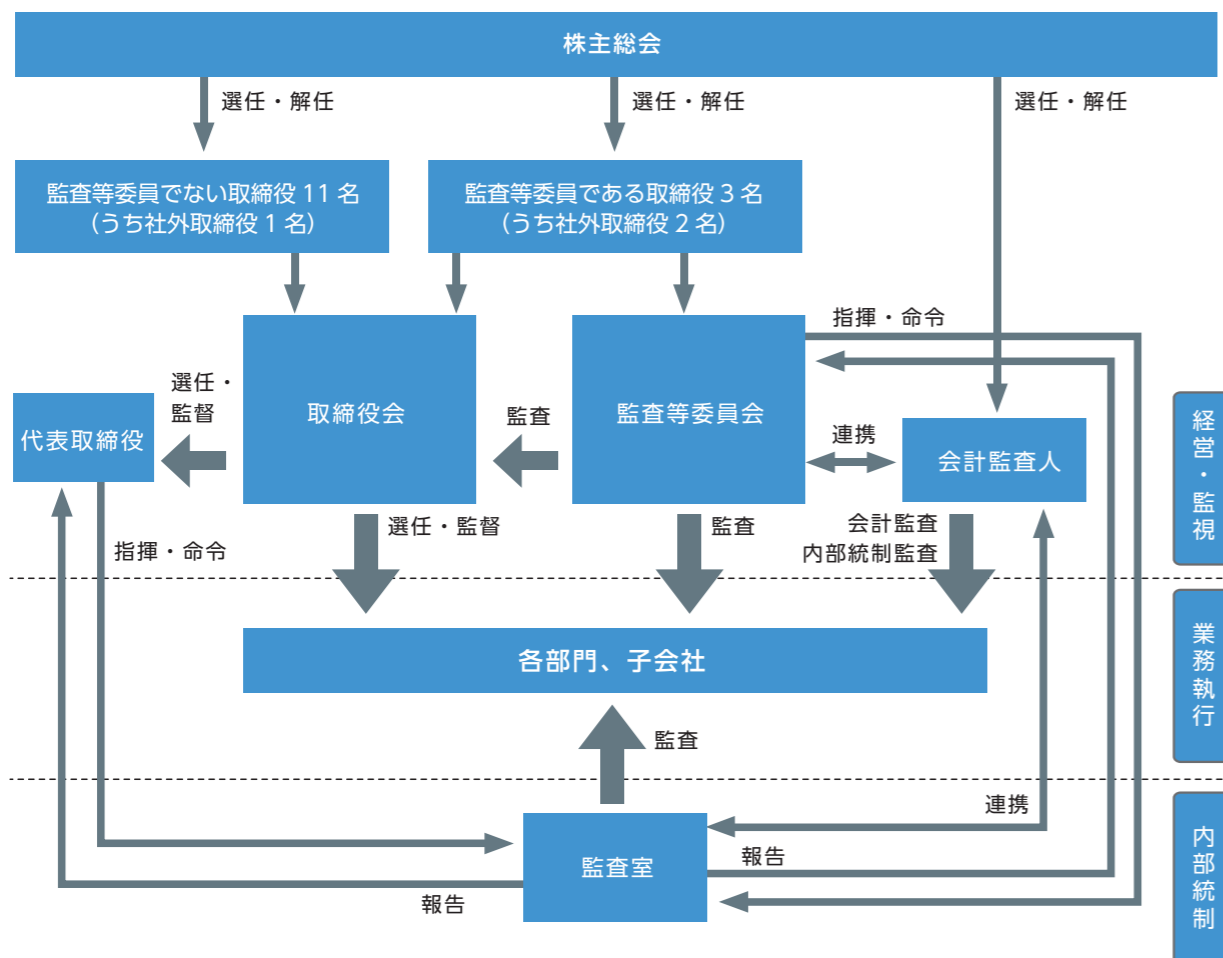 株主総会
選任・解任
選任・解任
選任・解任
監査等委員でない取締役 11 名
（うち社外取締役 1 名）
監査等委員である取締役 3 名
（うち社外取締役 2 名）
指揮・命令
選任・
監督
代表取締役
取締役会
監査
監査等委員会
連携
会計監査人
経営・監視
指揮・命令
選任・監督
監査
会計監査
内部統制監査
各部門、子会社
業務執行
監査
連携
監査室
報告
報告
内部統制